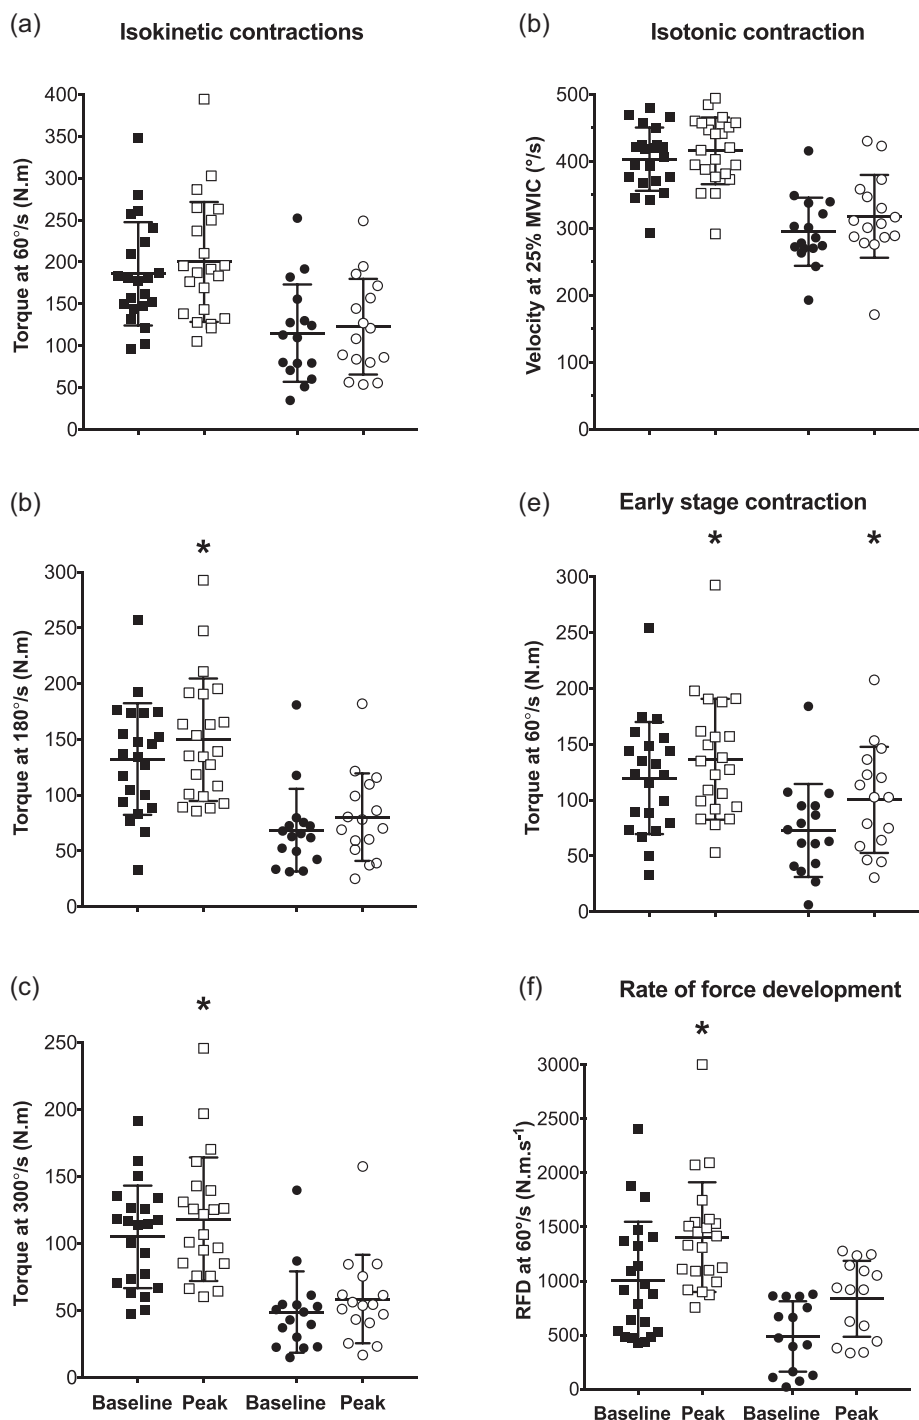 (a)
Isokinetic contractions
Torque at 60°/s (N.m)
400
350
300
250
200
150
100
50
0
(b)
Isotonic contraction
Velocity at 25% MVIC (°/s)
500
400
300
200
100
0
(b)
*
Torque at 180°/s (N.m)
300
250
200
150
100
50
0
(e)
Early stage contraction
* *
Torque at 60°/s (N.m)
300
250
200
150
100
50
0
(c)
*
Torque at 300°/s (N.m)
250
200
150
100
50
0
Baseline Peak Baseline Peak
(f)
Rate of force development
*
RFD at 60°/s (N.m.s-1)
3000
2500
2000
1500
1000
500
0
Baseline Peak Baseline Peak